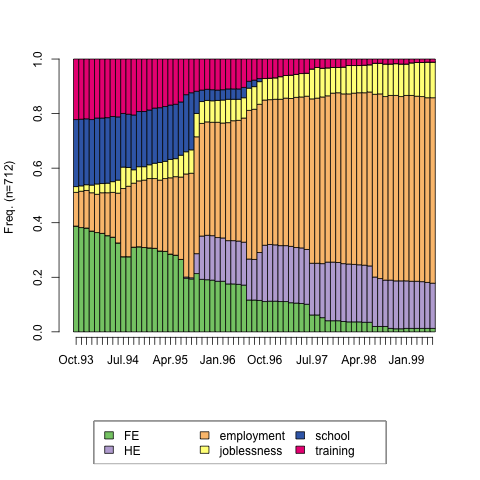 1.0
0.8
0.6
0.4
0.2
0.0
Freq. (n=712)
Oct.93 Jul.94 Apr.95 Jan.96 Oct.96 Jul.97 Apr.98 Jan.99
FE employment school
HE joblessness training